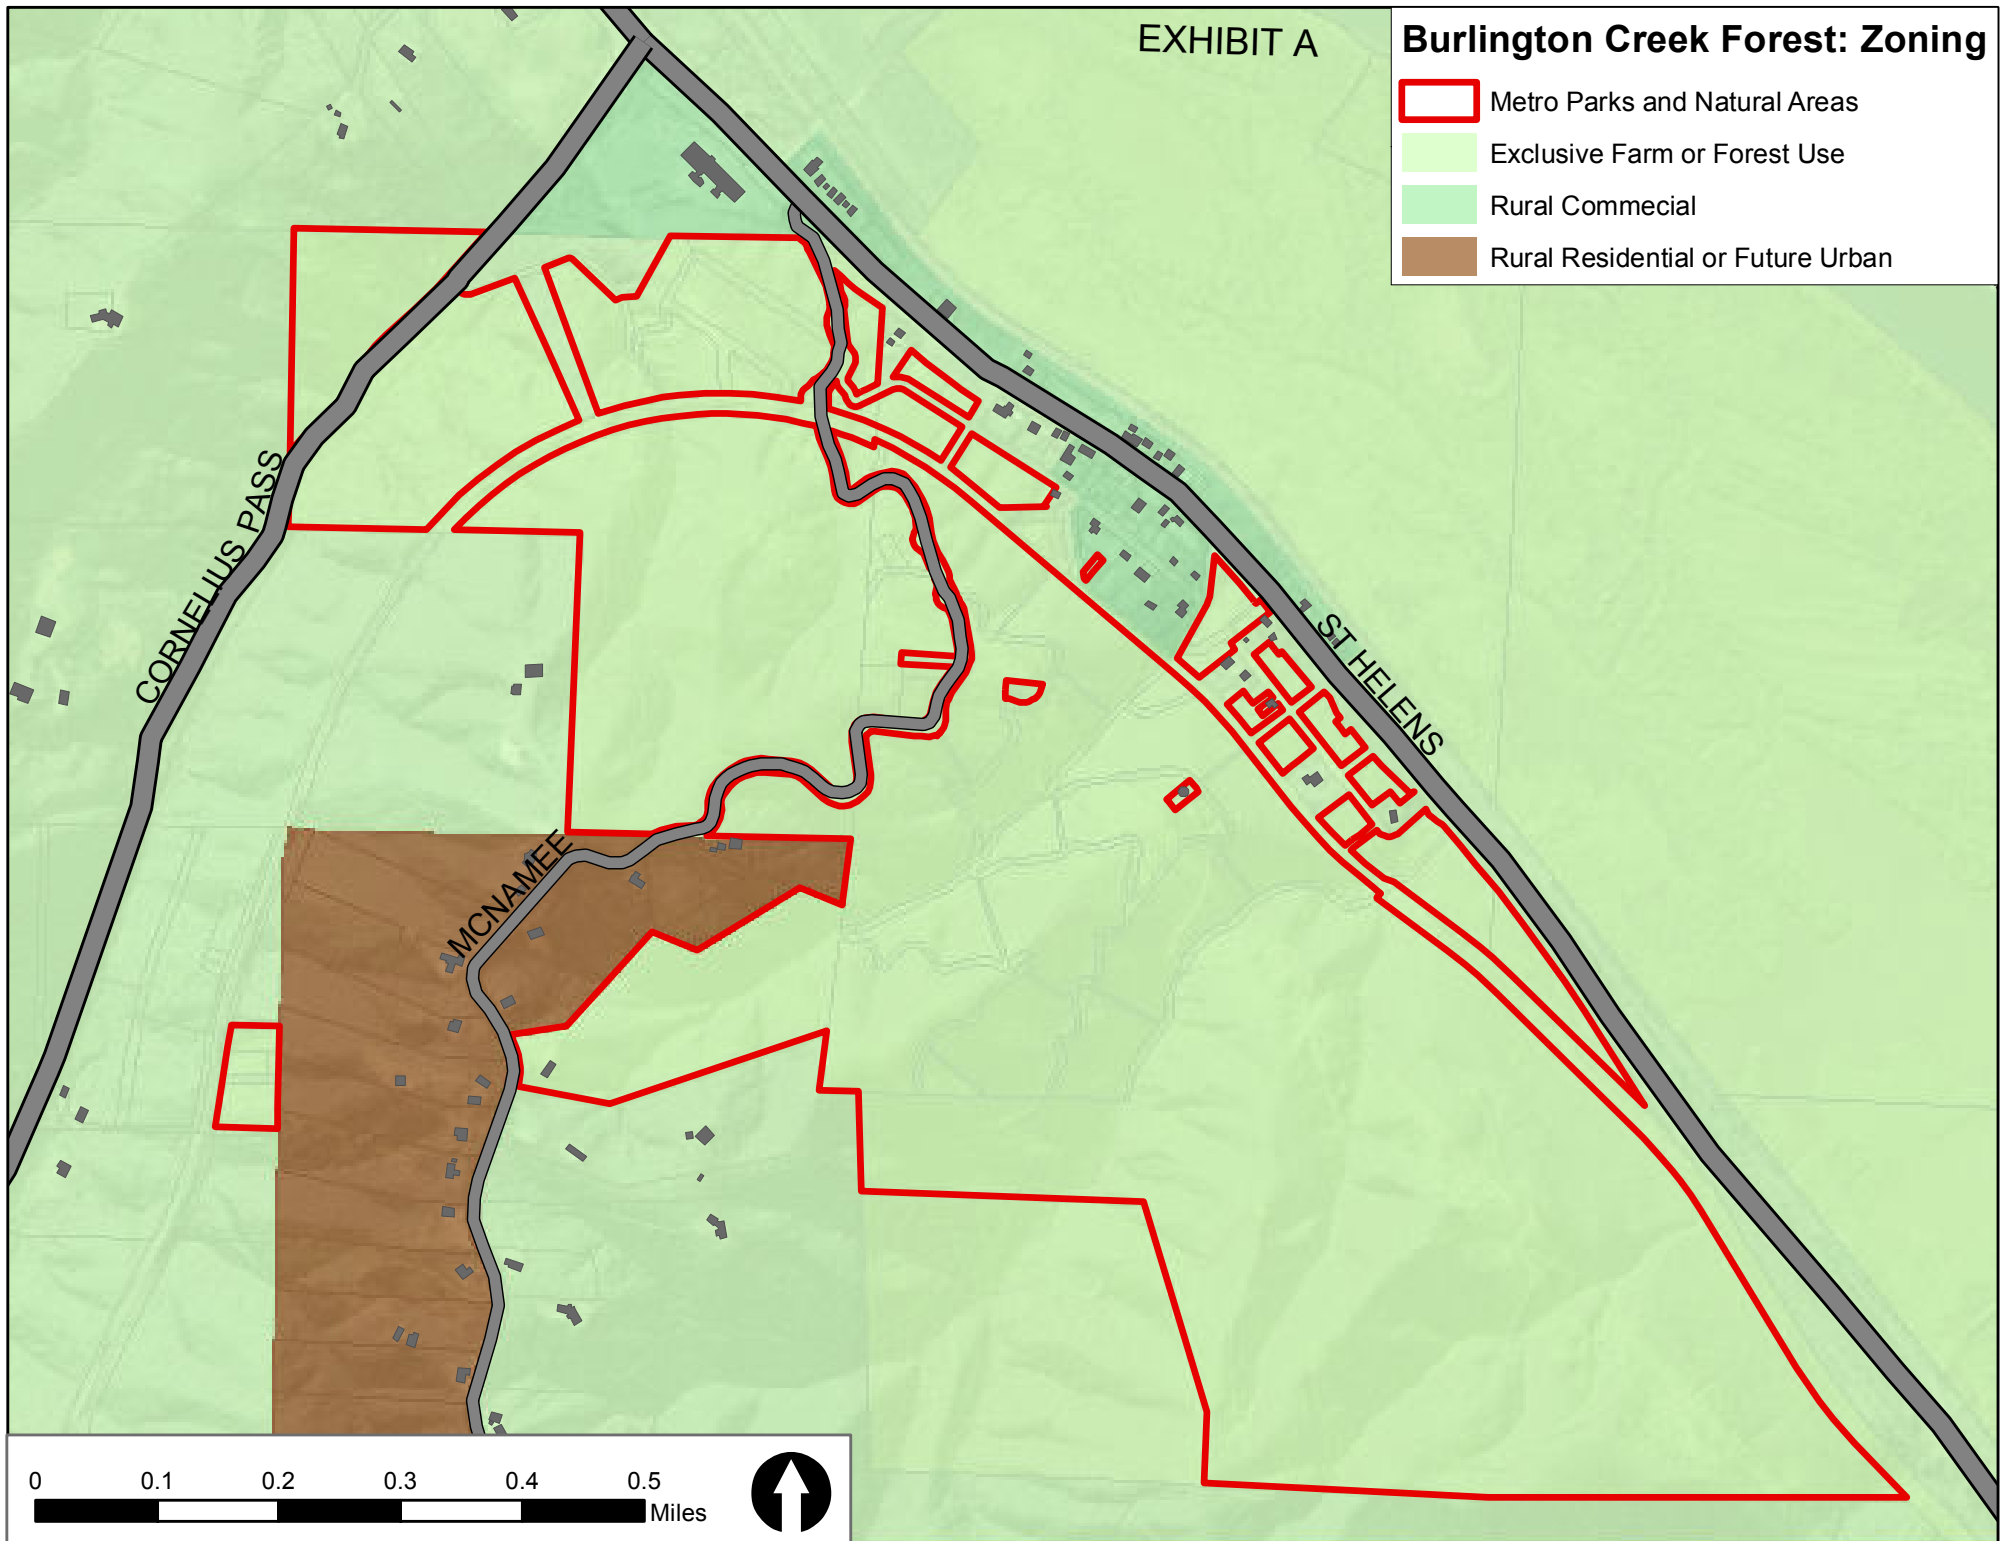 EXHIBIT A
Burlington Creek Forest: Zoning
Metro Parks and Natural Areas
Exclusive Farm or Forest Use
Rural Commecial
Rural Residential or Future Urban
CORNELIUS PASS
ST HELENS
MCNAMEE
0 0.1 0.2 0.3 0.4 0.5
Miles